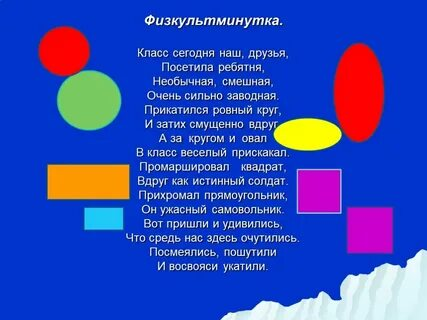 Физкультминутка.
Класс сегодня наш, друзья,
Посетила ребятня,
Необычная, смешная,
Очень сильно заводная.
Прикатился ровный круг,
И затих смущенно вдруг.
А за кругом и овал
В класс веселый прискакал.
Промаршировал квадрат,
Вдруг как истинный солдат.
Прихромал прямоугольник,
Он ужасный самовольник.
Вот пришли и удивились,
Что средь нас здесь очутились.
Посмеялись, пошутили
И восвояси укатили.